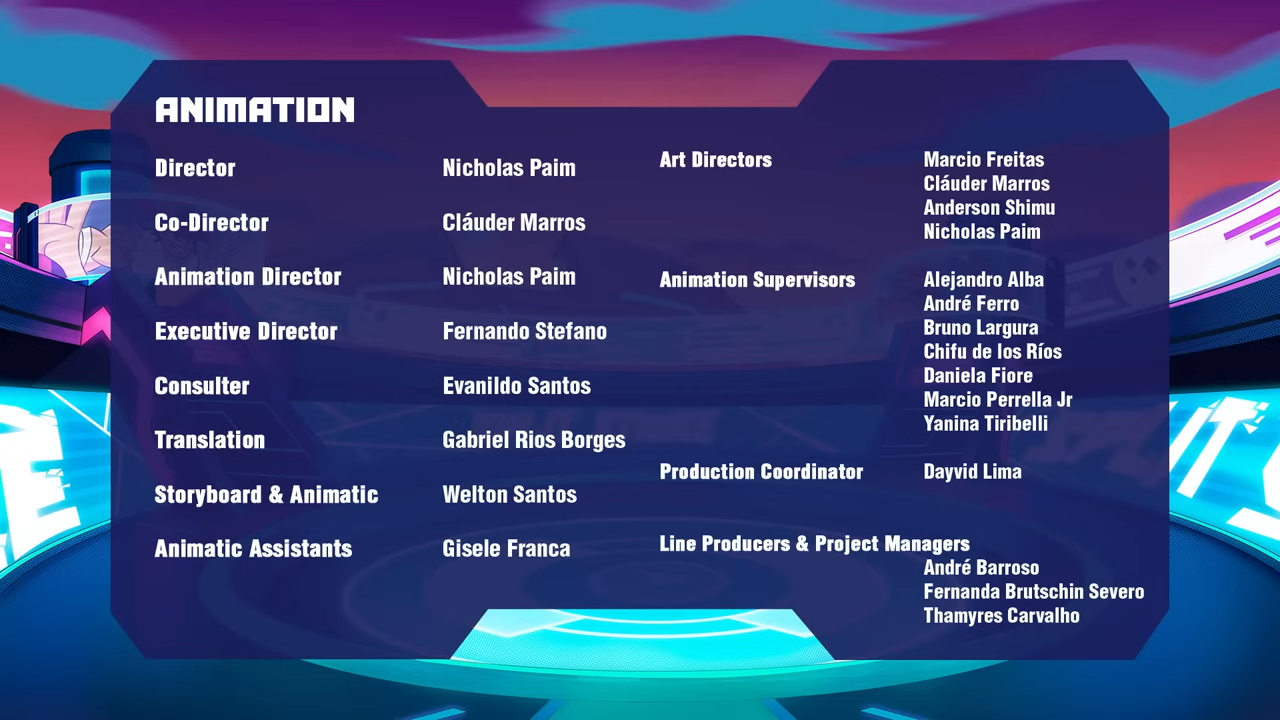 ANIMATION
Director Nicholas Paim
Co-Director Cláuder Marros
Animation Director Nicholas Paim
Executive Director Fernando Stefano
Consulter Evanildo Santos
Translation Gabriel Rios Borges
Storyboard & Animatic Welton Santos
Animatic Assistants Gisele Franca
Art Directors Marcio Freitas
Cláuder Marros
Anderson Shimu
Nicholas Paim
Animation Supervisors Alejandro Alba
André Ferro
Bruno Largura
Chifu de los Ríos
Daniela Fiore
Marcio Perrella Jr
Yanina Tiribelli
Production Coordinator Dayvid Lima
Line Producers & Project Managers
André Barroso
Fernanda Brutschin Severo
Thamyres Carvalho